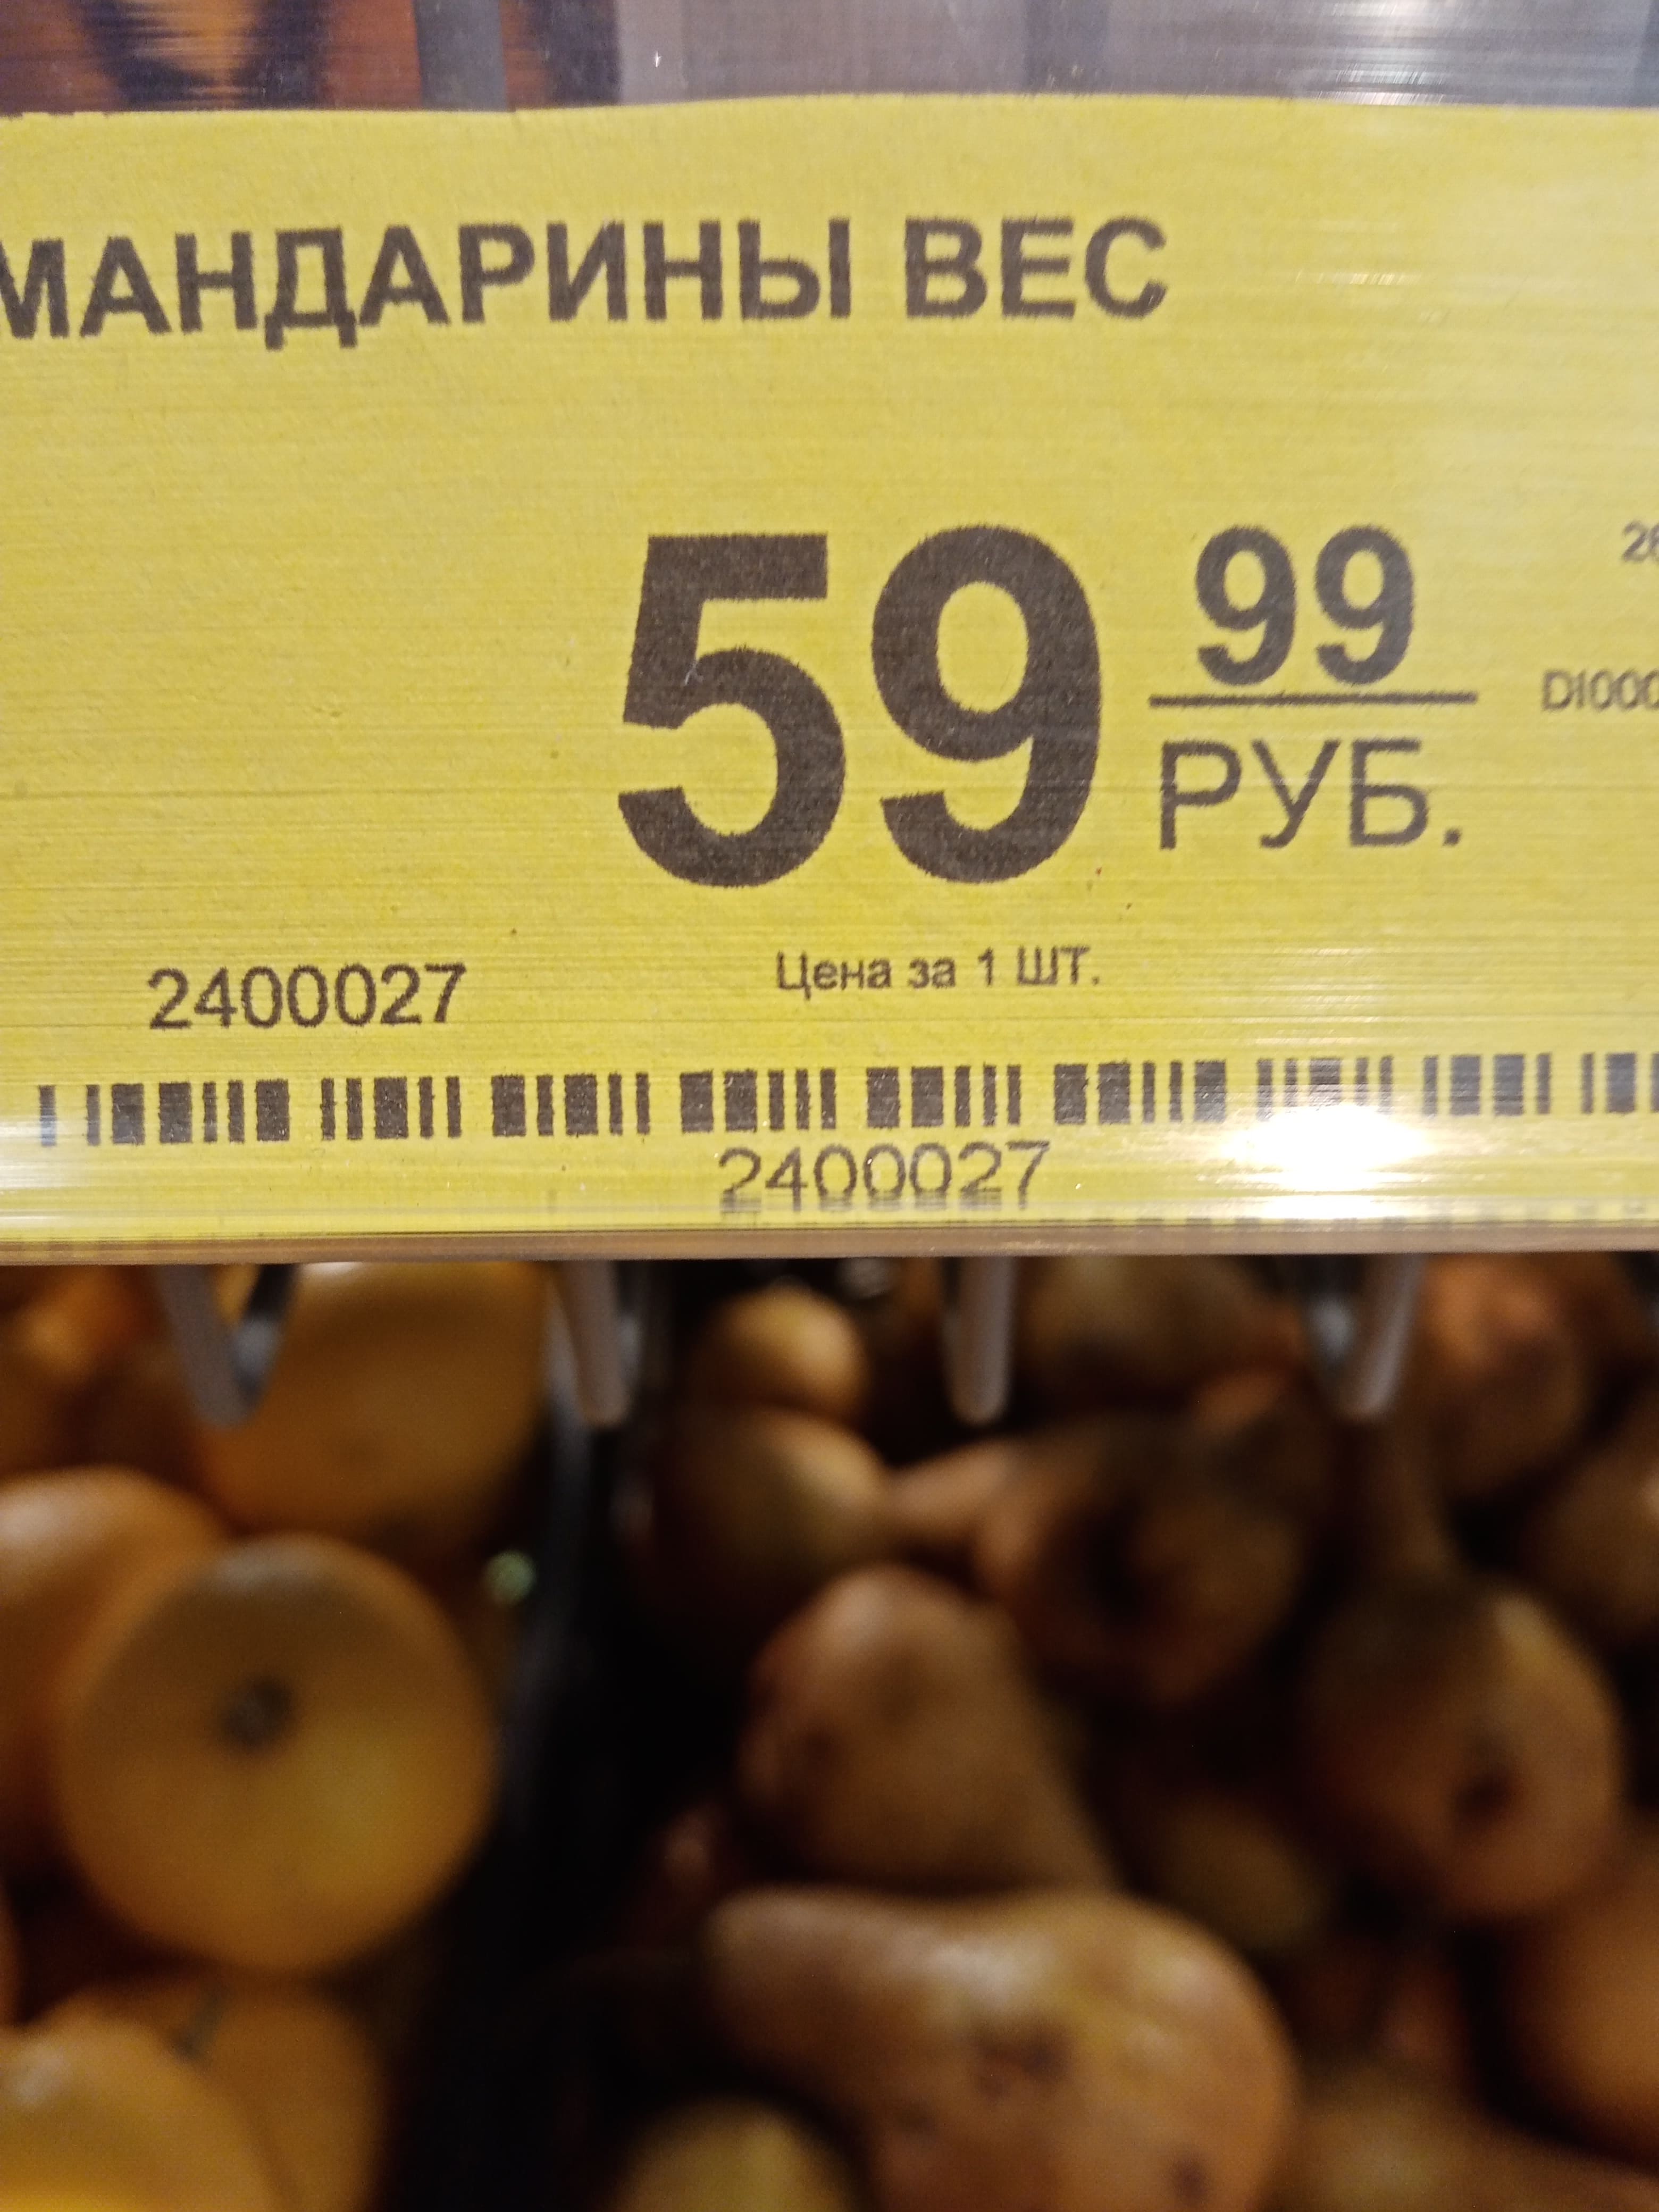 МАНДАРИНЫ ВЕС
59 99
РУБ.
Цена за 1 ШТ.
2400027
2400027